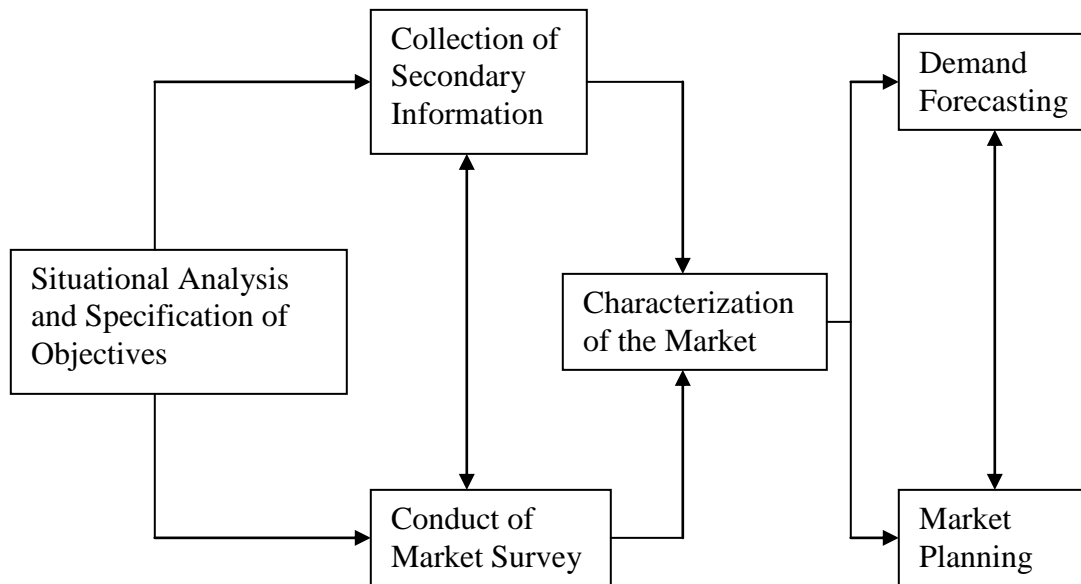 Collection of
Secondary
Information
Demand
Forecasting
Situational Analysis
and Specification of
Objectives
Characterization
of the Market
Conduct of
Market Survey
Market
Planning